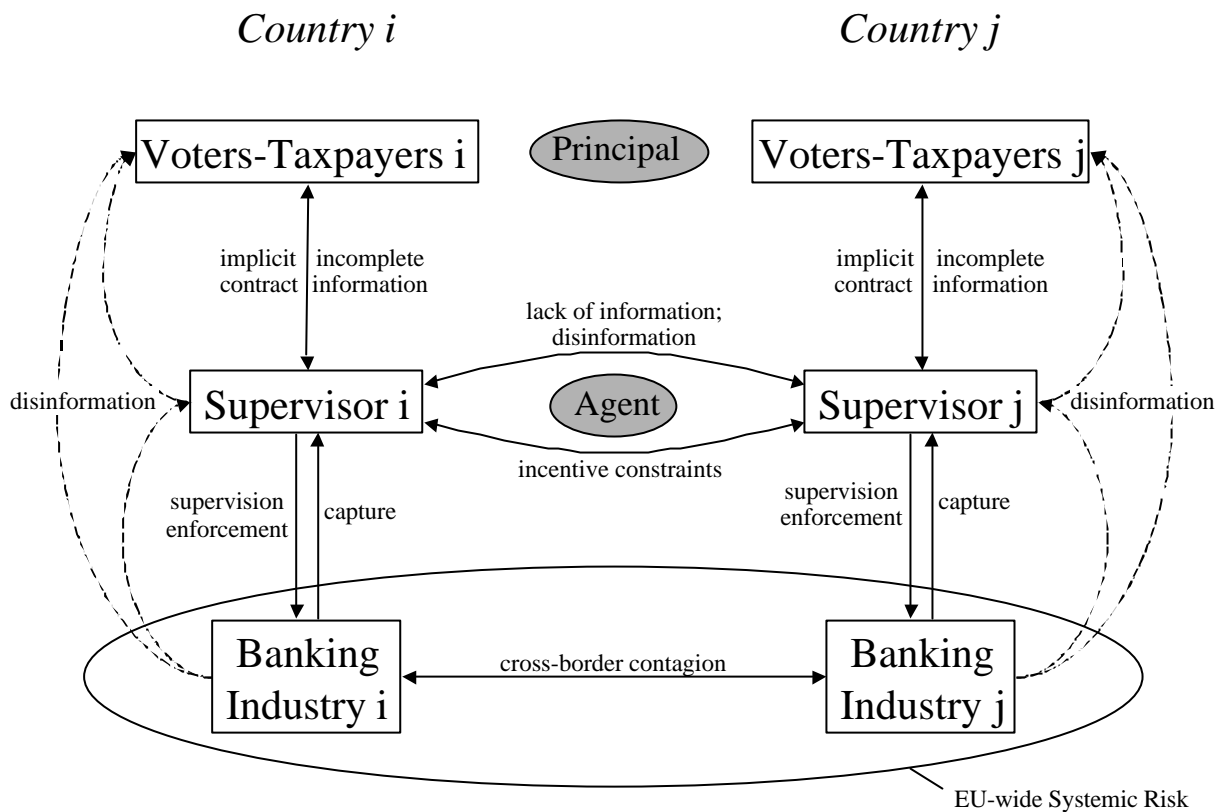 Country i
Country j
Voters-Taxpayers i
Principal
Voters-Taxpayers j
implicit
contract
incomplete
information
implicit
contract
incomplete
information
lack of information;
disinformation
disinformation
Supervisor i
Agent
Supervisor j
disinformation
incentive constraints
supervision
enforcement
capture
supervision
enforcement
capture
Banking
Industry i
cross-border contagion
Banking
Industry j
EU-wide Systemic Risk